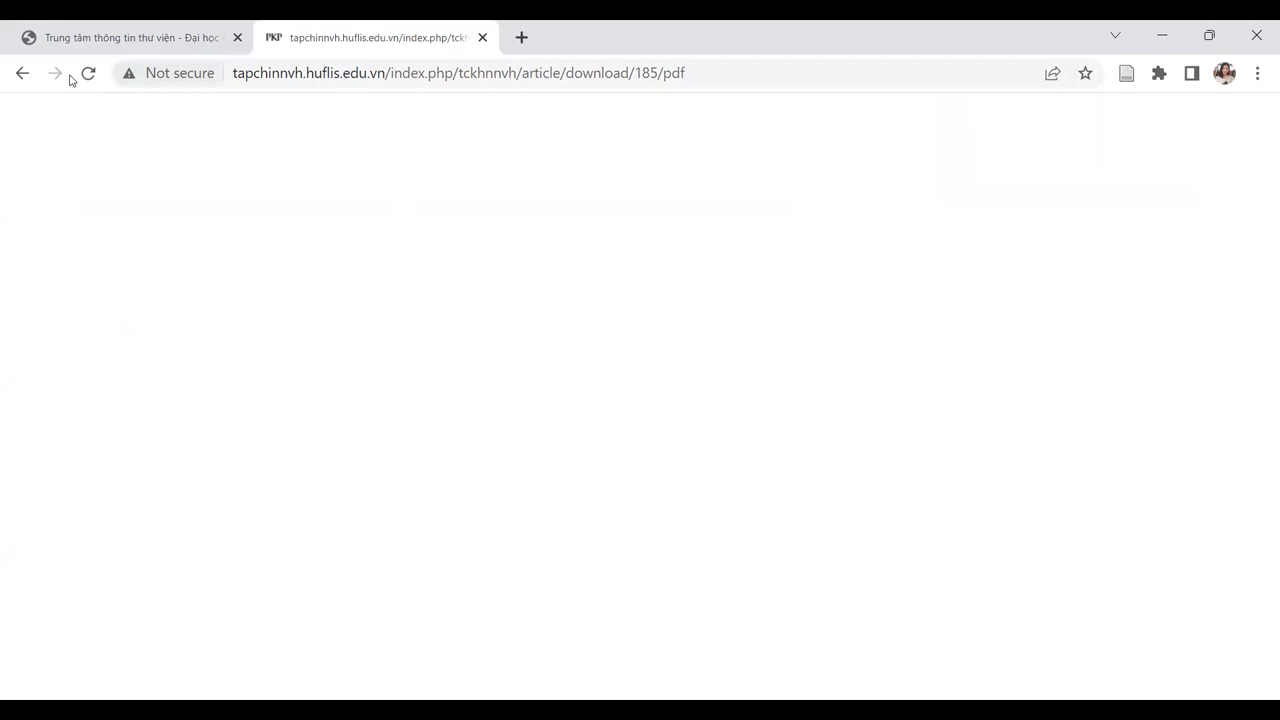 Trung tâm thông tin thư viện - Đại học
PKP tapchinnvh.huflis.edu.vn/index.php/tckh
Not secure tapchinnvh.huflis.edu.vn/index.php/tckhnnvh/article/download/185/pdf